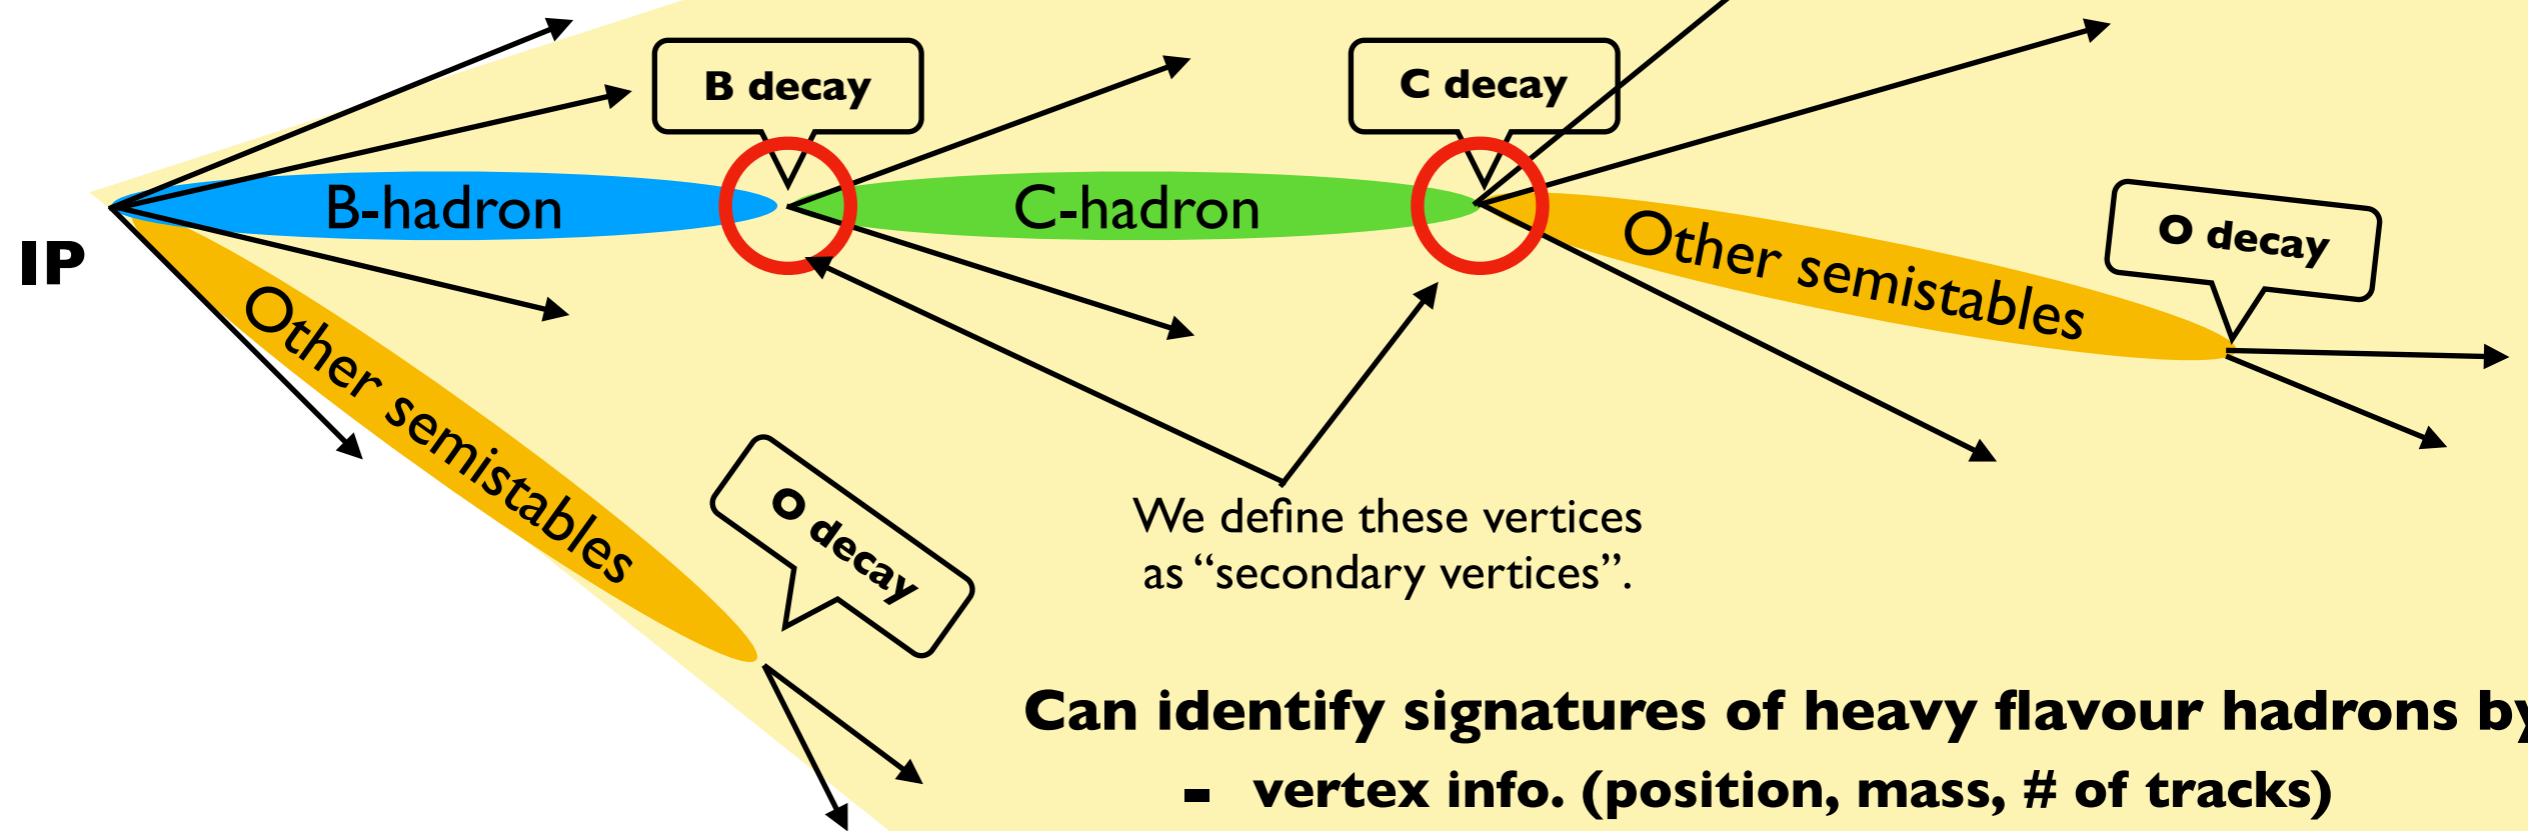 B decay
C decay
IP
B-hadron
C-hadron
Other semistables
O decay
Other semistables
O decay
We define these vertices
as “secondary vertices”.
Can identify signatures of heavy flavour hadrons by
- vertex info. (position, mass, # of tracks)